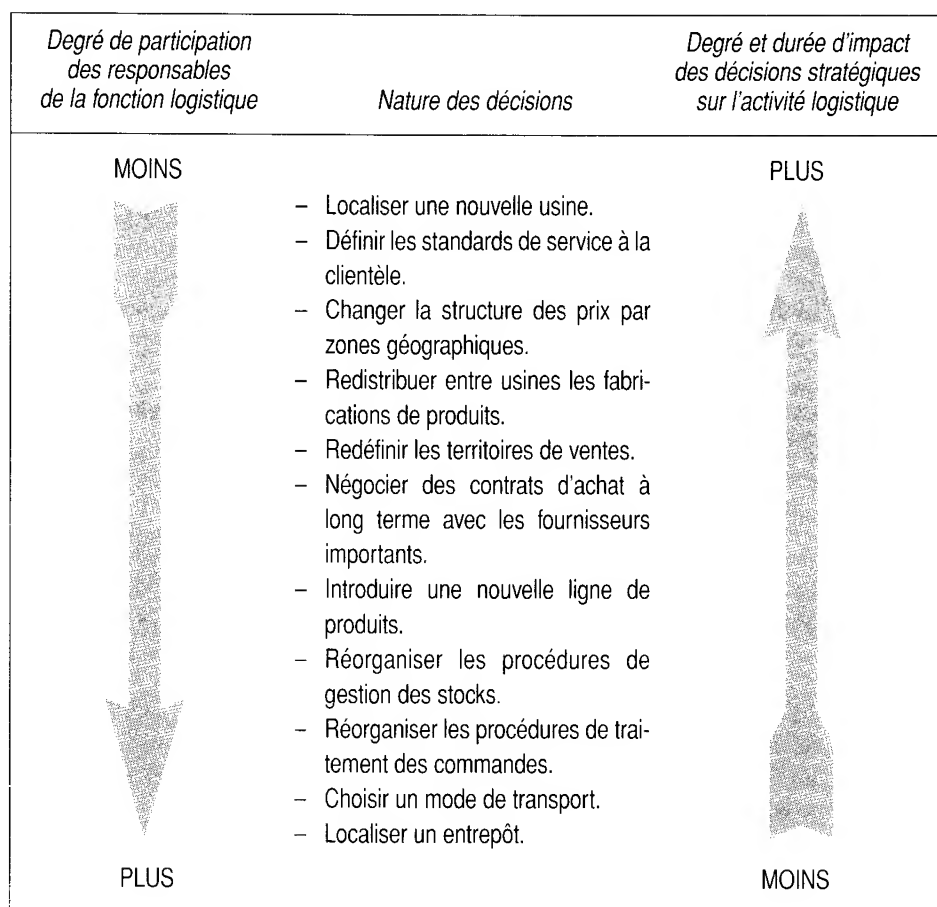 Degré de participation
des responsables
de la fonction logistique
Nature des décisions
Degré et durée d'impact
des décisions stratégiques
sur l'activité logistique
MOINS
– Localiser une nouvelle usine.
– Définir les standards de service à la
clientèle.
– Changer la structure des prix par
zones géographiques.
– Redistribuer entre usines les fabri-
cations de produits.
– Redéfinir les territoires de ventes.
– Négocier des contrats d'achat à
long terme avec les fournisseurs
importants.
– Introduire une nouvelle ligne de
produits.
– Réorganiser les procédures de
gestion des stocks.
– Réorganiser les procédures de trai-
tement des commandes.
– Choisir un mode de transport.
– Localiser un entrepôt.
PLUS
PLUS
MOINS